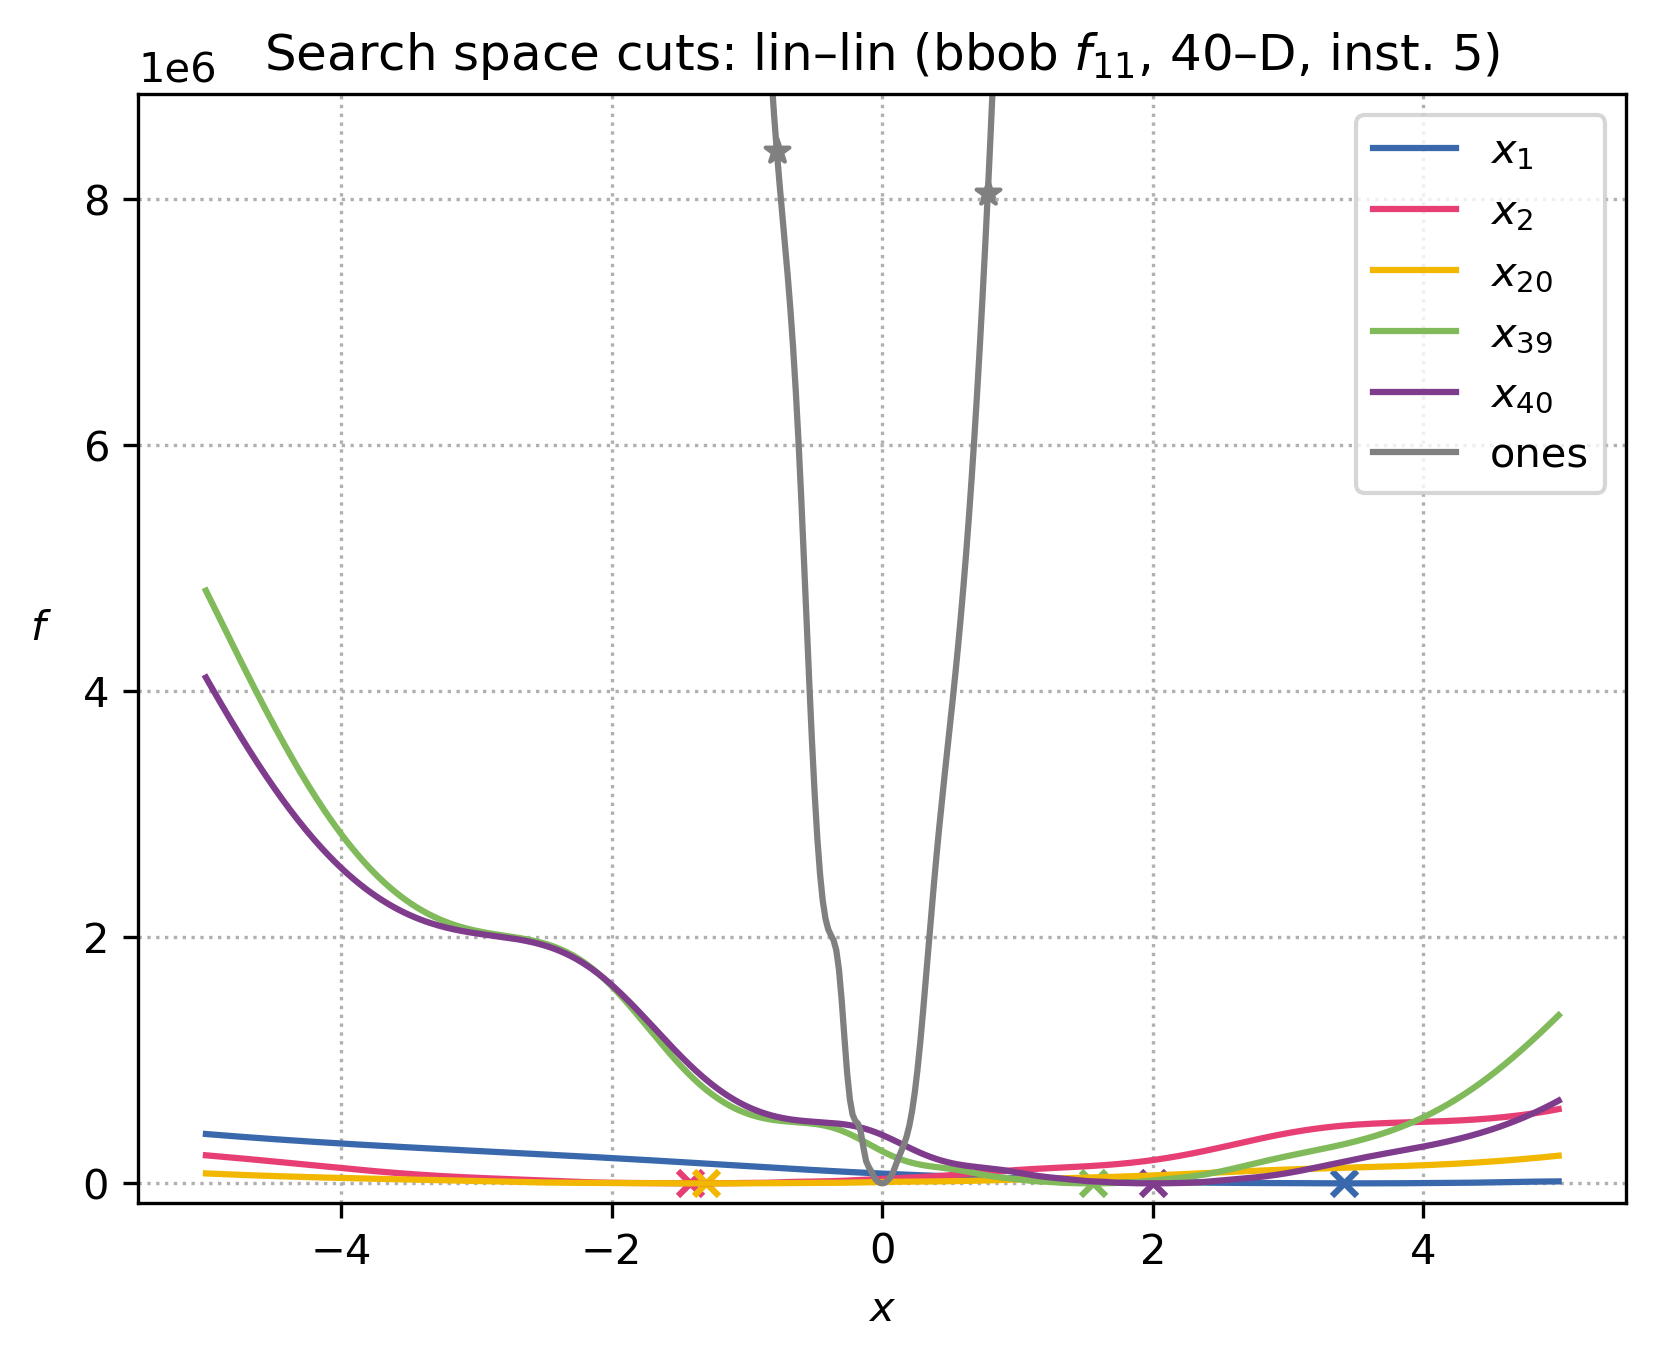 Search space cuts: lin–lin (bbob f₁₁, 40–D, inst. 5)
1e6
8
6
4
2
0
f
−4 −2 0 2 4
x
x₁
x₂
x₂₀
x₃₉
x₄₀
ones